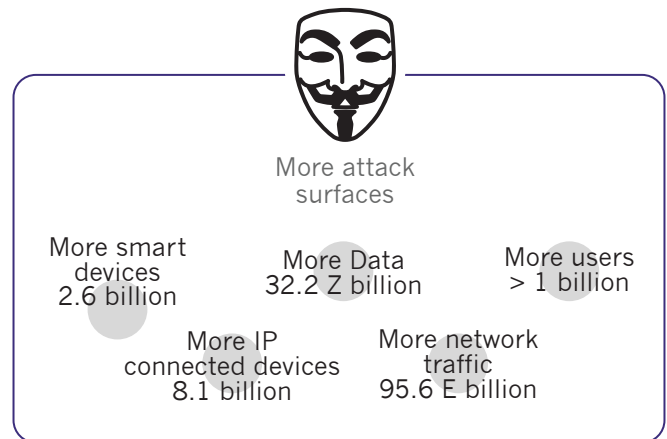 More attack
surfaces
More smart
devices
2.6 billion
More Data
32.2 Z billion
More users
> 1 billion
More IP
connected devices
8.1 billion
More network
traffic
95.6 E billion